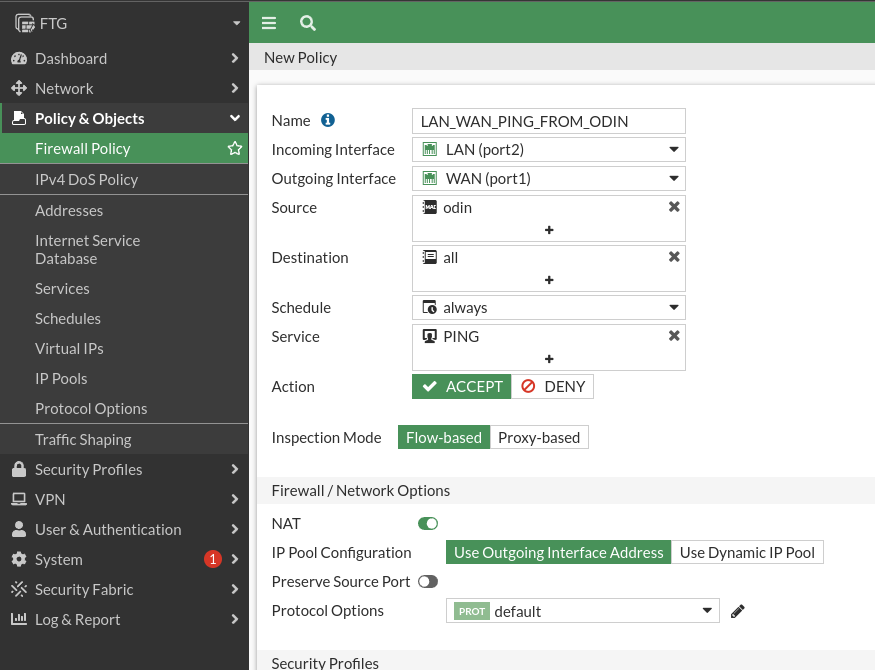 FTG
Dashboard
Network
Policy & Objects
Firewall Policy
IPv4 DoS Policy
Addresses
Internet Service
Database
Services
Schedules
Virtual IPs
IP Pools
Protocol Options
Traffic Shaping
Security Profiles
VPN
User & Authentication
System 1
Security Fabric
Log & Report
New Policy
Name LAN_WAN_PING_FROM_ODIN
Incoming Interface LAN (port2)
Outgoing Interface WAN (port1)
Source MAC odin
+
Destination all
+
Schedule always
Service PING
+
Action ACCEPT DENY
Inspection Mode Flow-based Proxy-based
Firewall / Network Options
NAT
IP Pool Configuration Use Outgoing Interface Address Use Dynamic IP Pool
Preserve Source Port
Protocol Options PROT default
Security Profiles